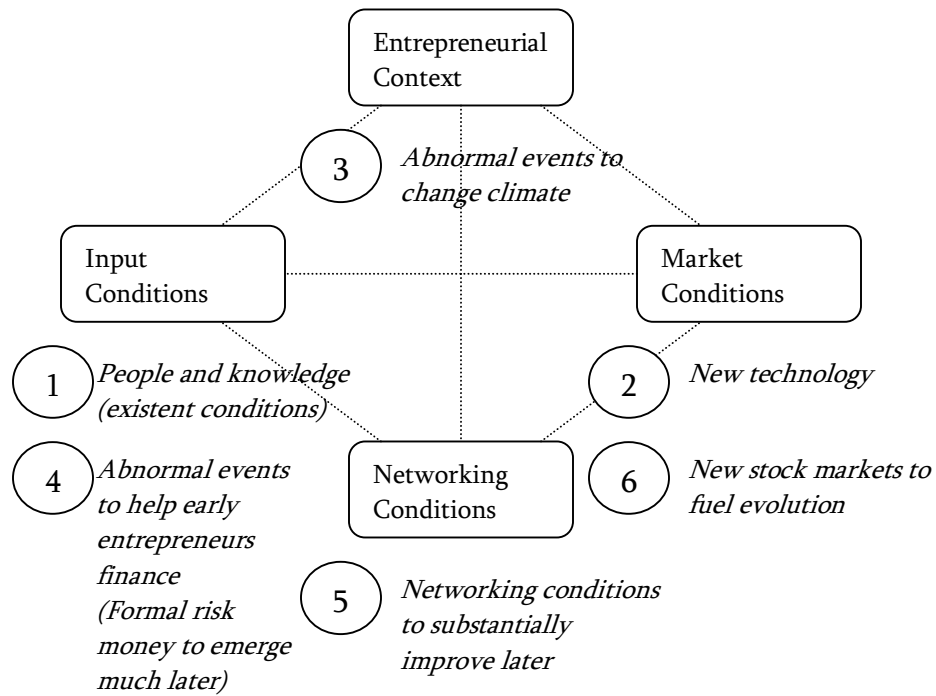 Entrepreneurial
Context
3
Abnormal events to
change climate
Input
Conditions
Market
Conditions
1
People and knowledge
(existent conditions)
2
New technology
4
Abnormal events
to help early
entrepreneurs
finance
(Formal risk
money to emerge
much later)
Networking
Conditions
6
New stock markets to
fuel evolution
5
Networking conditions
to substantially
improve later